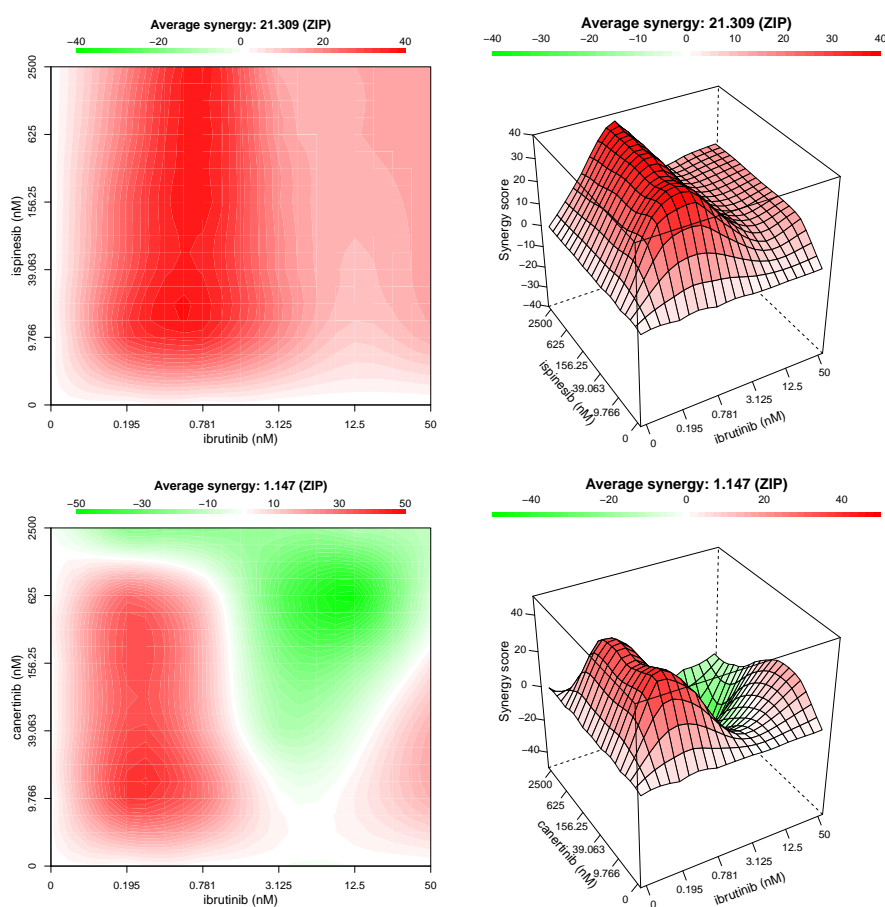 Average synergy: 21.309 (ZIP)
−40 −20 0 20 40
2500
625
156.25
39.063
9.766
0
ispinesib (nM)
0 0.195 0.781 3.125 12.5 50
ibrutinib (nM)
Average synergy: 21.309 (ZIP)
−40 −30 −20 −10 0 10 20 30 40
40
30
20
10
0
−10
−20
−30
−40
Synergy score
2500
625
156.25
39.063
9.766
0
ispinesib (nM)
0
0.195
0.781
3.125
12.5
50
ibrutinib (nM)
Average synergy: 1.147 (ZIP)
−50 −30 −10 10 30 50
2500
625
156.25
39.063
9.766
0
canertinib (nM)
0 0.195 0.781 3.125 12.5 50
ibrutinib (nM)
Average synergy: 1.147 (ZIP)
−40 −20 0 20 40
40
20
0
−20
−40
Synergy score
2500
625
156.25
39.063
9.766
0
canertinib (nM)
0
0.195
0.781
3.125
12.5
50
ibrutinib (nM)